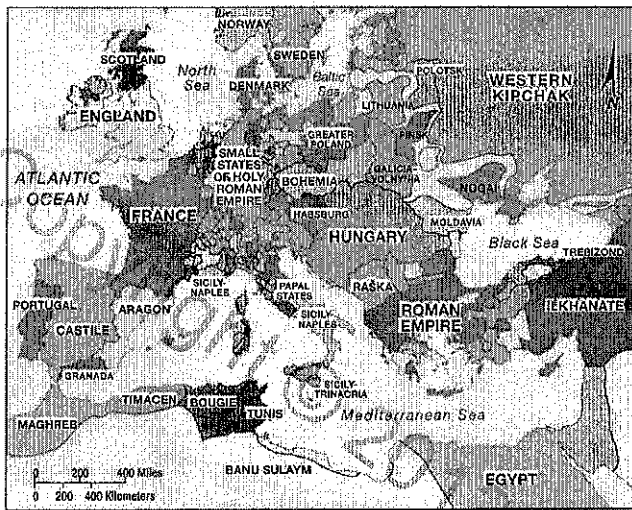 NORWAY
SCOTLAND
North
Sea
SWEDEN
Baltic
Sea
DENMARK
POLOTSK
LITHUANIA
WESTERN
KIPCHAK
N
ENGLAND
GREATER
POLAND
PINSK
SMALL
STATES
OF HOLY
ROMAN
EMPIRE
BOHEMIA
GALICIA
VOLHYNIA
NOQAI
ATLANTIC
OCEAN
FRANCE
HABSBURG
HUNGARY
MOLDAVIA
Black Sea
TREBIZOND
SICILY-
NAPLES
PAPAL
STATES
RAŠKA
PORTUGAL
CASTILE
ARAGON
SICILY-
NAPLES
ROMAN
EMPIRE
ILKHANATE
GRANADA
SICILY-
TRINACRIA
TIMACEN
BOUGIE
TUNIS
Mediterranean Sea
MAGHREB
BANU SULAYM
EGYPT
0 200 400 Miles
0 200 400 Kilometers